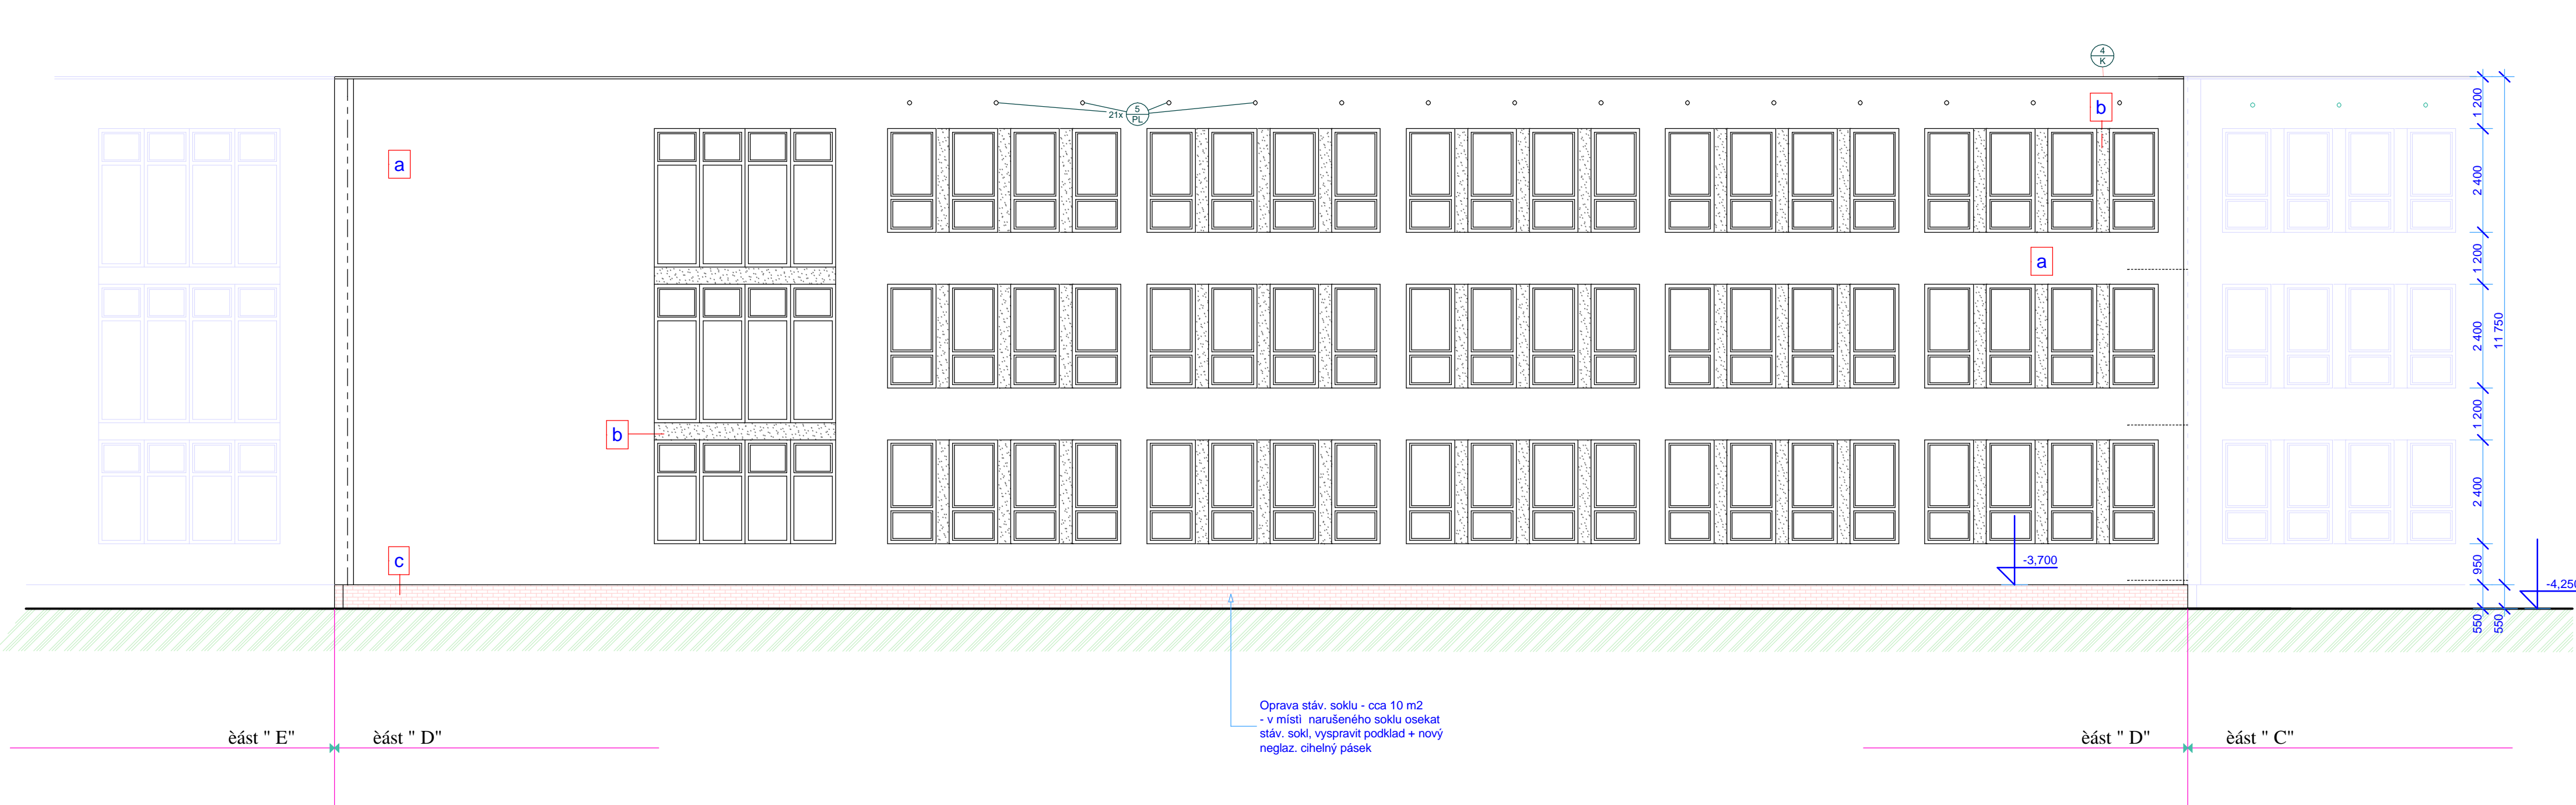 4
K
5
PL
21x
b
a
1 200
2 400
a
1 200
2 400
11 750
b
1 200
2 400
c
-3,700
950
-4,250
550
550
Oprava stáv. soklu - cca 10 m2
- v místì narušeného soklu osekat
stáv. sokl, vyspravit podklad + nový
neglaz. cihelný pásek
èást " E"
èást " D"
èást " D"
èást " C"